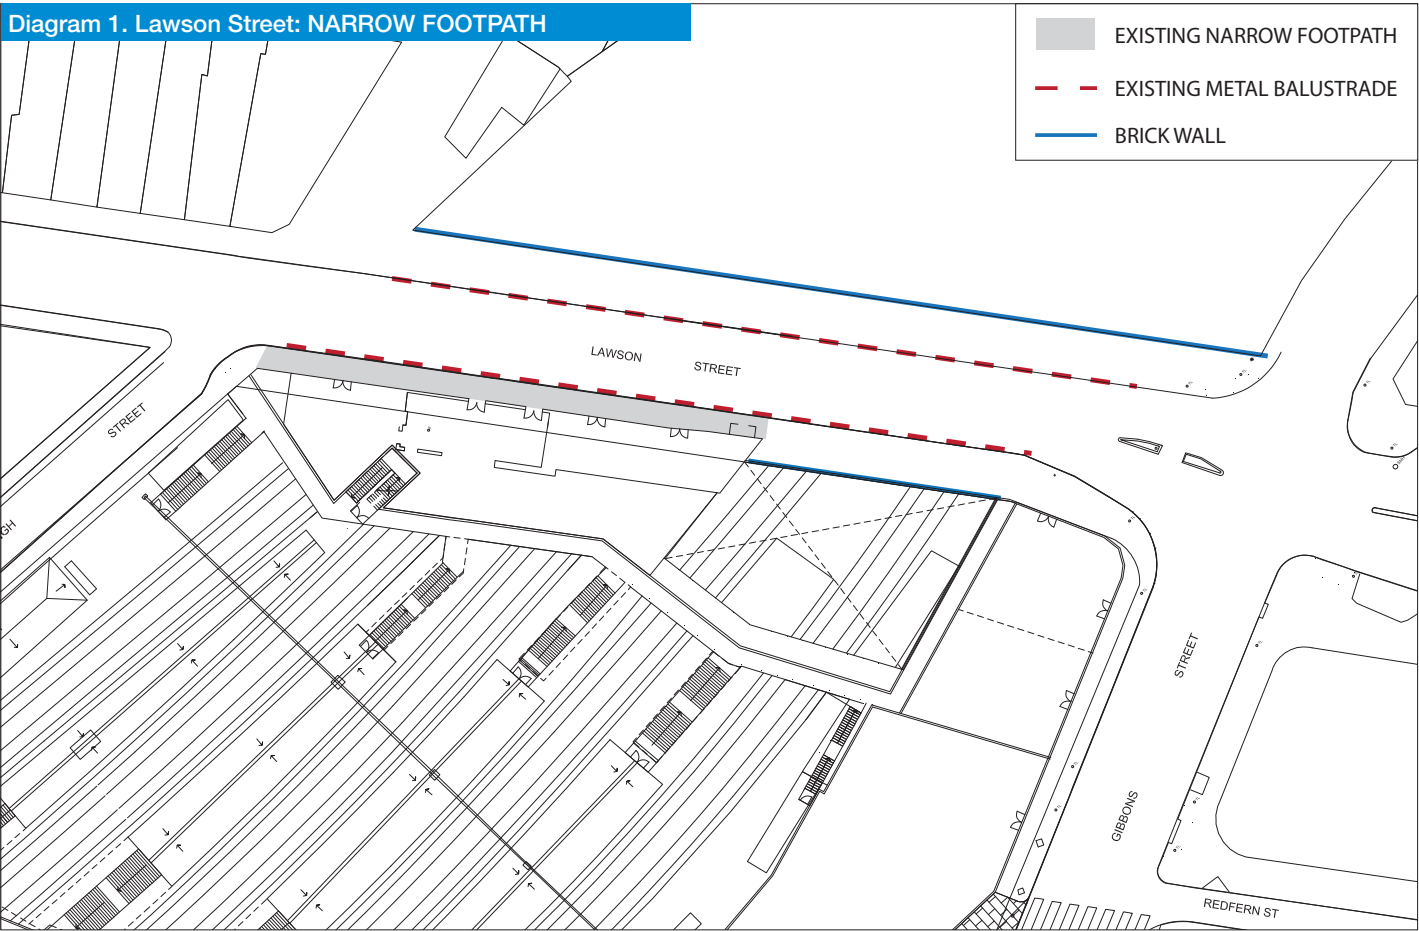 Diagram 1. Lawson Street: NARROW FOOTPATH
EXISTING NARROW FOOTPATH
EXISTING METAL BALUSTRADE
BRICK WALL
LAWSON STREET
STREET
GH
STREET
GIBBONS
REDFERN ST